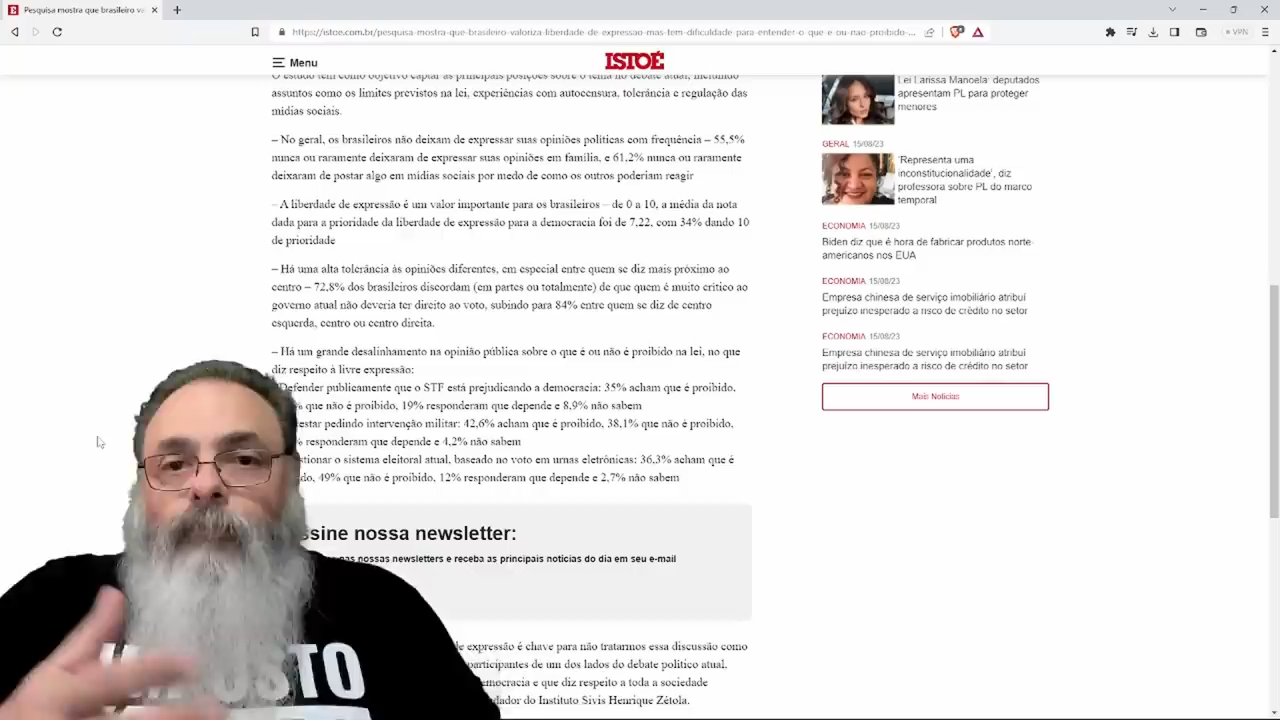 Pesquisa mostra que brasileiro va
https://istoe.com.br/pesquisa-mostra-que-brasileiro-valoriza-liberdade-de-expressao-mas-tem-dificuldade-para-entender-o-que-e-ou-nao-proibido-...
VPN
Menu
ISTOÉ
O estudo tem como objetivo captar as principais posições sobre o tema no debate atual, incluindo
assuntos como os limites previstos na lei, experiências com autocensura, tolerância e regulação das
mídias sociais.
– No geral, os brasileiros não deixam de expressar suas opiniões políticas com frequência – 55,5%
nunca ou raramente deixaram de expressar suas opiniões em família, e 61,2% nunca ou raramente
deixaram de postar algo em mídias sociais por medo de como os outros poderiam reagir
– A liberdade de expressão é um valor importante para os brasileiros – de 0 a 10, a média da nota
dada para a prioridade da liberdade de expressão para a democracia foi de 7,22, com 34% dando 10
de prioridade
– Há uma alta tolerância às opiniões diferentes, em especial entre quem se diz mais próximo ao
centro – 72,8% dos brasileiros discordam (em partes ou totalmente) de que quem é muito crítico ao
governo atual não deveria ter direito ao voto, subindo para 84% entre quem se diz de centro
esquerda, centro ou centro direita.
– Há um grande desalinhamento na opinião pública sobre o que é ou não é proibido na lei, no que
diz respeito à livre expressão:
Defender publicamente que o STF está prejudicando a democracia: 35% acham que é proibido,
% que não é proibido, 19% responderam que depende e 8,9% não sabem
estar pedindo intervenção militar: 42,6% acham que é proibido, 38,1% que não é proibido,
% responderam que depende e 4,2% não sabem
tionar o sistema eleitoral atual, baseado no voto em urnas eletrônicas: 36,3% acham que é
do, 49% que não é proibido, 12% responderam que depende e 2,7% não sabem
sine nossa newsletter:
nas nossas newsletters e receba as principais notícias do dia em seu e-mail
de expressão é chave para não tratarmos essa discussão como
participantes de um dos lados do debate político atual,
emocracia e que diz respeito a toda a sociedade
dador do Instituto Sivis Henrique Zétola.
Lei Larissa Manoela: deputados
apresentam PL para proteger
menores
GERAL 15/08/23
'Representa uma
inconstitucionalidade', diz
professora sobre PL do marco
temporal
ECONOMIA 15/08/23
Biden diz que é hora de fabricar produtos norte-
americanos nos EUA
ECONOMIA 15/08/23
Empresa chinesa de serviço imobiliário atribui
prejuízo inesperado a risco de crédito no setor
ECONOMIA 15/08/23
Empresa chinesa de serviço imobiliário atribui
prejuízo inesperado a risco de crédito no setor
Mais Notícias